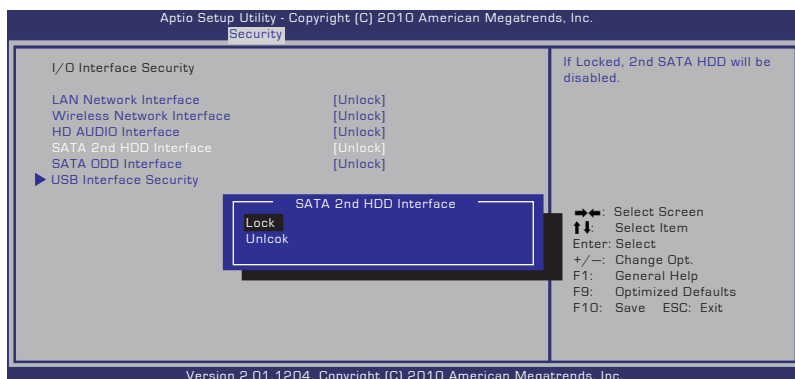 Aptio Setup Utility - Copyright (C) 2010 American Megatrends, Inc.
Security
I/O Interface Security
LAN Network Interface [Unlock]
Wireless Network Interface [Unlock]
HD AUDIO Interface [Unlock]
SATA 2nd HDD Interface [Unlock]
SATA ODD Interface [Unlock]
USB Interface Security
SATA 2nd HDD Interface
Lock
Unlcok
If Locked, 2nd SATA HDD will be
disabled.
→←: Select Screen
↑↓: Select Item
Enter: Select
+/—: Change Opt.
F1: General Help
F9: Optimized Defaults
F10: Save ESC: Exit
Version 2.01.1204. Copyright (C) 2010 American Megatrends, Inc.